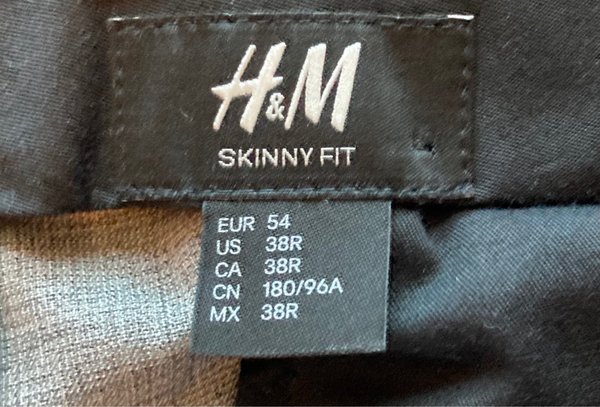 H&M
SKINNY FIT
EUR 54
US 38R
CA 38R
CN 180/96A
MX 38R